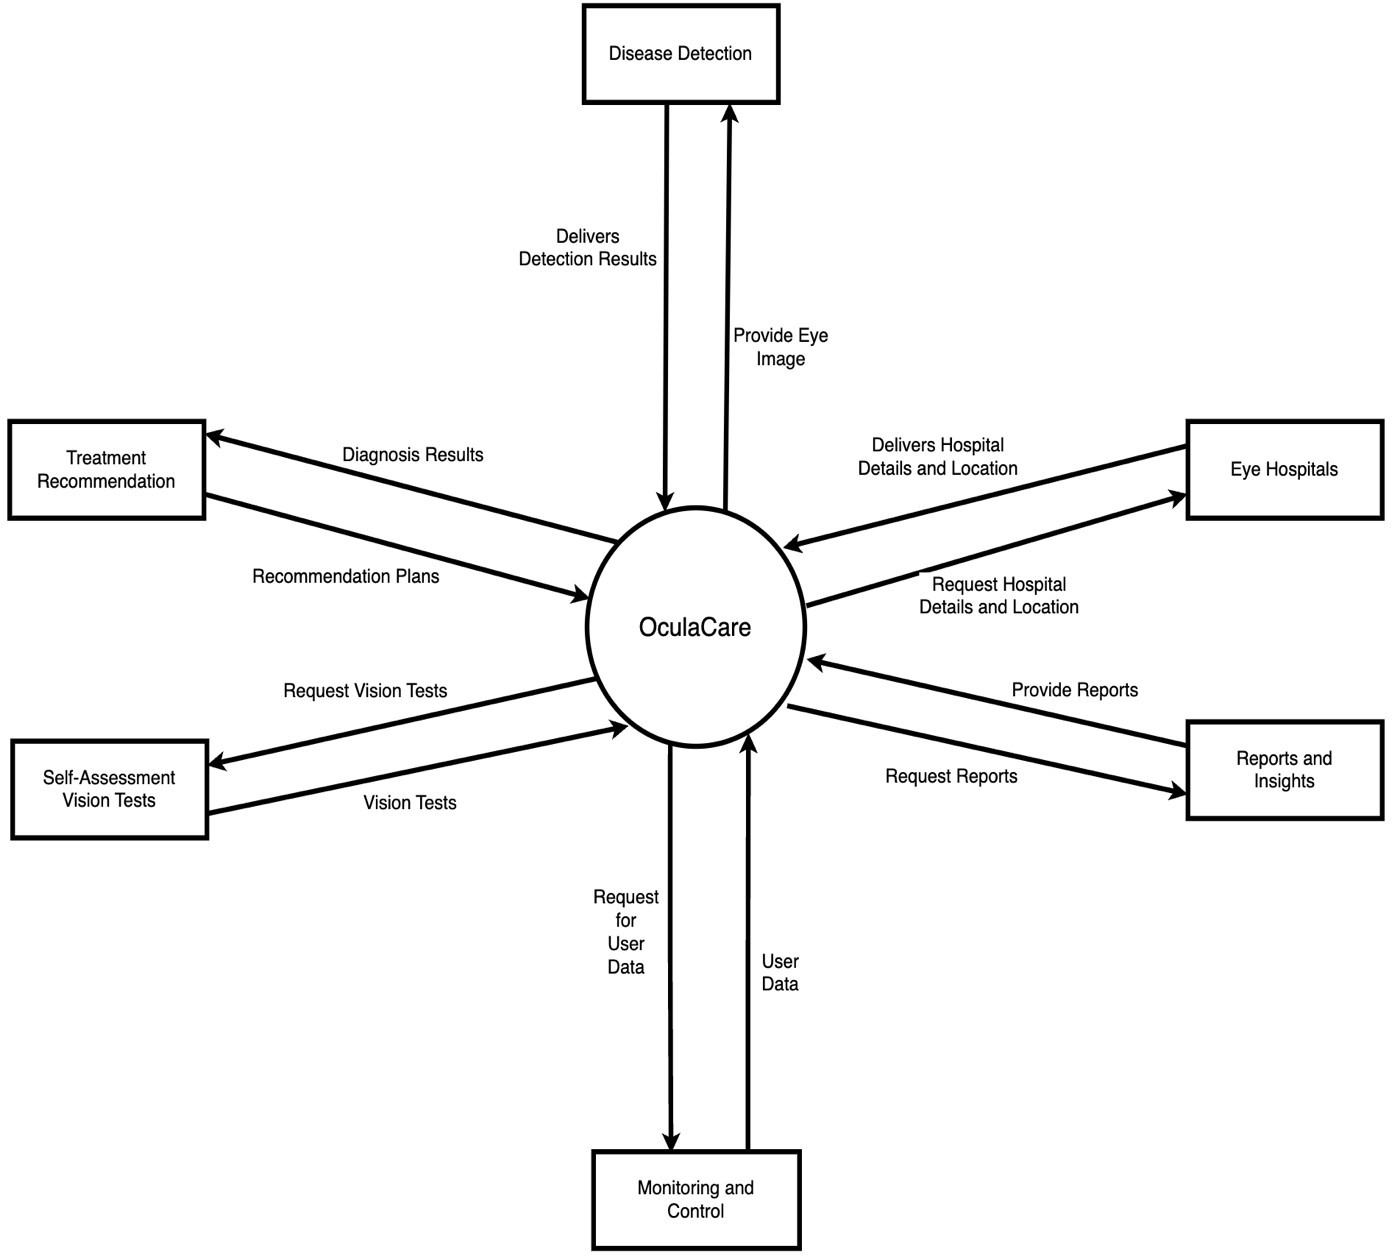 Disease Detection
Delivers
Detection Results
Provide Eye
Image
Treatment
Recommendation
Diagnosis Results
Recommendation Plans
Delivers Hospital
Details and Location
Eye Hospitals
Request Hospital
Details and Location
OculaCare
Request Vision Tests
Self-Assessment
Vision Tests
Vision Tests
Provide Reports
Reports and
Insights
Request Reports
Request
for
User
Data
User
Data
Monitoring and
Control